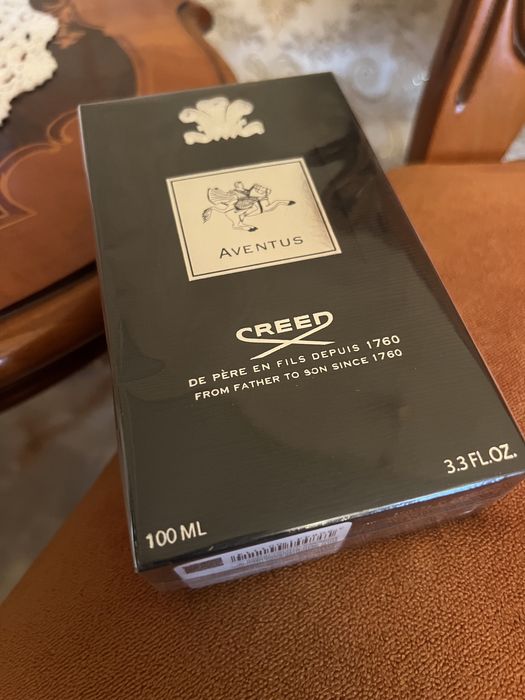 AVENTUS
CREED
DE PÈRE EN FILS DEPUIS 1760
FROM FATHER TO SON SINCE 1760
3.3 FL.OZ.
100 ML